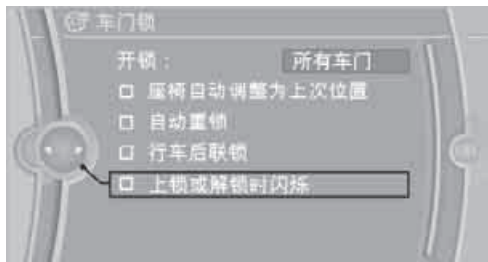 车门锁
开锁： 所有车门
座椅自动调整为上次位置
自动重锁
行车后联锁
上锁或解锁时闪烁